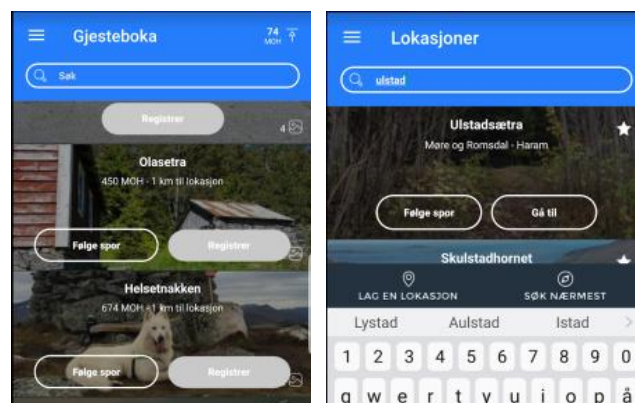 Gjesteboka
74
MOH
Søk
Registrer
4
Olasetra
450 MOH - 1 km til lokasjon
Følge spor
Registrer
Helsetnakken
674 MOH - 1 km til lokasjon
Følge spor
Registrer
Lokasjoner
ulstad
Ulstadsætra
Møre og Romsdal - Haram
Følge spor
Gå til
Skulstadhornet
LAG EN LOKASJON
SØK NÆRMEST
Lystad Aulstad Istad
1 2 3 4 5 6 7 8 9 0
q w e r t y u i o p å